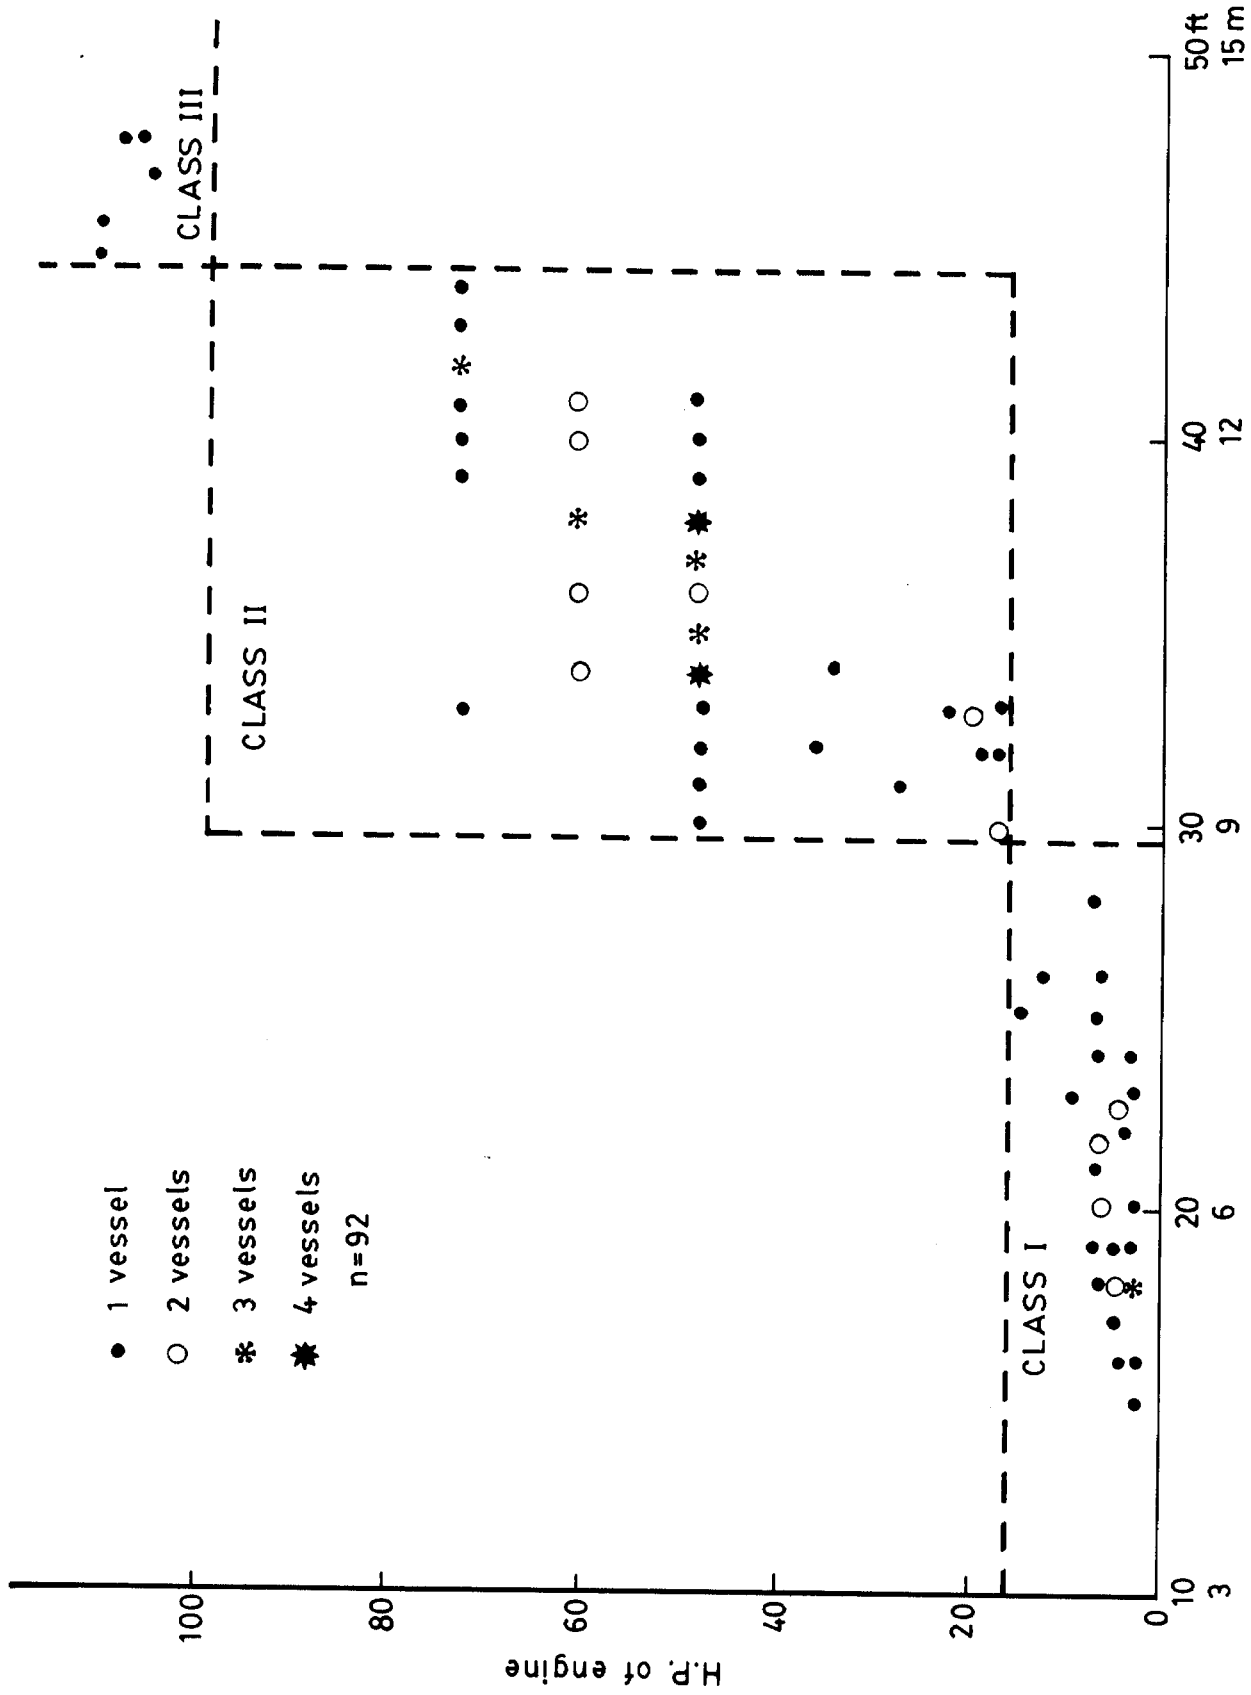 H.P. of engine
100
80
60
40
20
0
1 vessel
2 vessels
3 vessels
4 vessels
n=92
CLASS I
CLASS II
CLASS III
10 20 30 40 50 ft
3 6 9 12 15 m